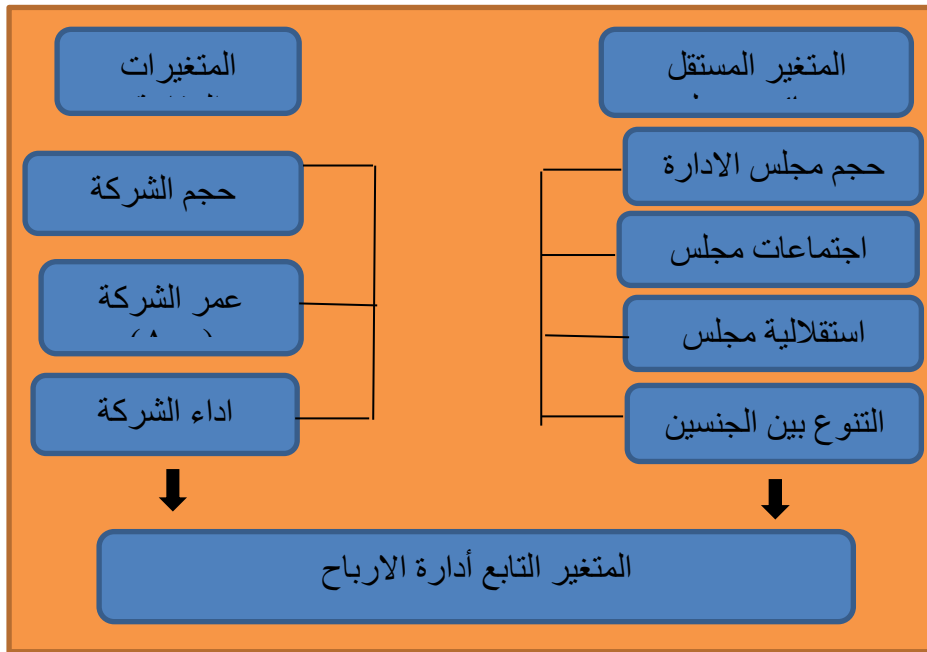 المتغير المستقل
حجم مجلس الادارة
اجتماعات مجلس
استقلالية مجلس
التنوع بين الجنسين
المتغيرات
حجم الشركة
عمر الشركة
اداء الشركة
المتغير التابع أدارة الارباح